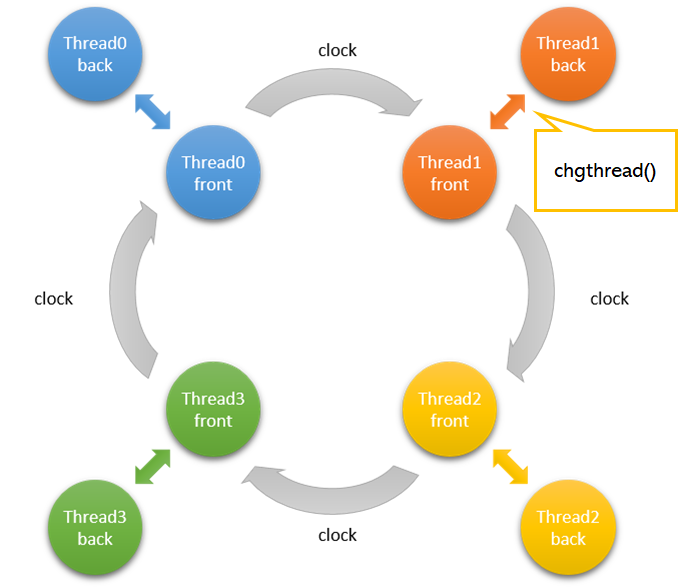 Thread0
back
clock
Thread1
back
Thread0
front
Thread1
front
chgthread()
clock
clock
Thread3
front
Thread2
front
Thread3
back
clock
Thread2
back